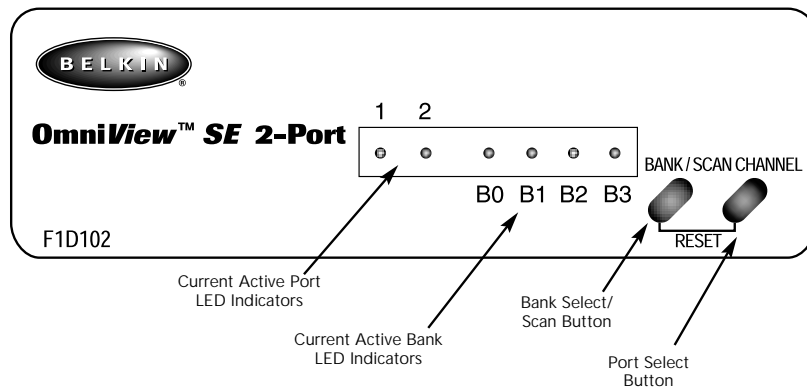 BELKIN
®
OmniView™ SE 2-Port
1 2
B0 B1 B2 B3
BANK / SCAN CHANNEL
RESET
F1D102
Current Active Port
LED Indicators
Current Active Bank
LED Indicators
Bank Select/
Scan Button
Port Select
Button